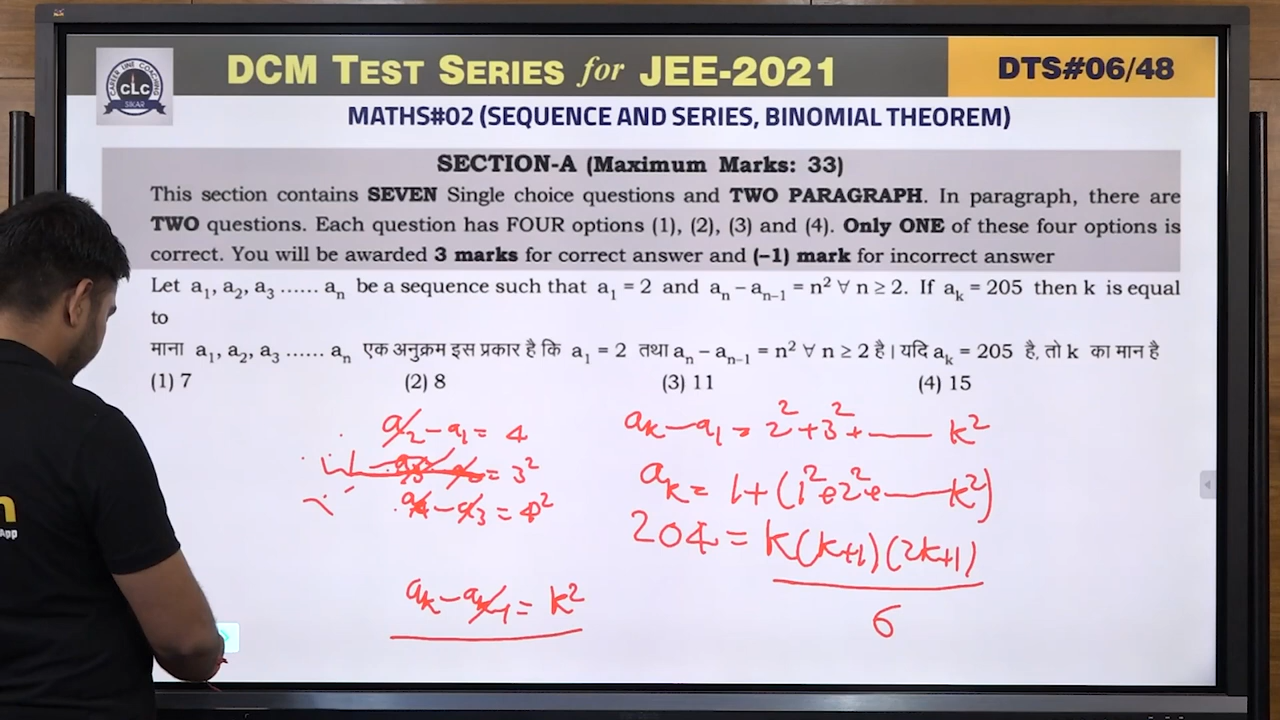 DCM TEST SERIES for JEE-2021
DTS#06/48
CAREER LINE COACHING
CLC
SIKAR
MATHS#02 (SEQUENCE AND SERIES, BINOMIAL THEOREM)
SECTION-A (Maximum Marks: 33)
This section contains SEVEN Single choice questions and TWO PARAGRAPH. In paragraph, there are
TWO questions. Each question has FOUR options (1), (2), (3) and (4). Only ONE of these four options is
correct. You will be awarded 3 marks for correct answer and (–1) mark for incorrect answer
Let a₁, a₂, a₃ ...... aₙ be a sequence such that a₁ = 2 and aₙ – aₙ₋₁ = n² ∀ n ≥ 2. If aₖ = 205 then k is equal
to
माना a₁, a₂, a₃ ...... aₙ एक अनुक्रम इस प्रकार है कि a₁ = 2 तथा aₙ – aₙ₋₁ = n² ∀ n ≥ 2 है। यदि aₖ = 205 है, तो k का मान है
(1) 7 (2) 8 (3) 11 (4) 15
a₂ – a₁ = 4
= 3²
a₄ – a₃ = 4²
aₖ – aₖ₋₁ = k²
aₖ – a₁ = 2² + 3² + — k²
aₖ = 1 + (1² + 2² + — k²)
204 = k(k+1)(2k+1)
6
n
App